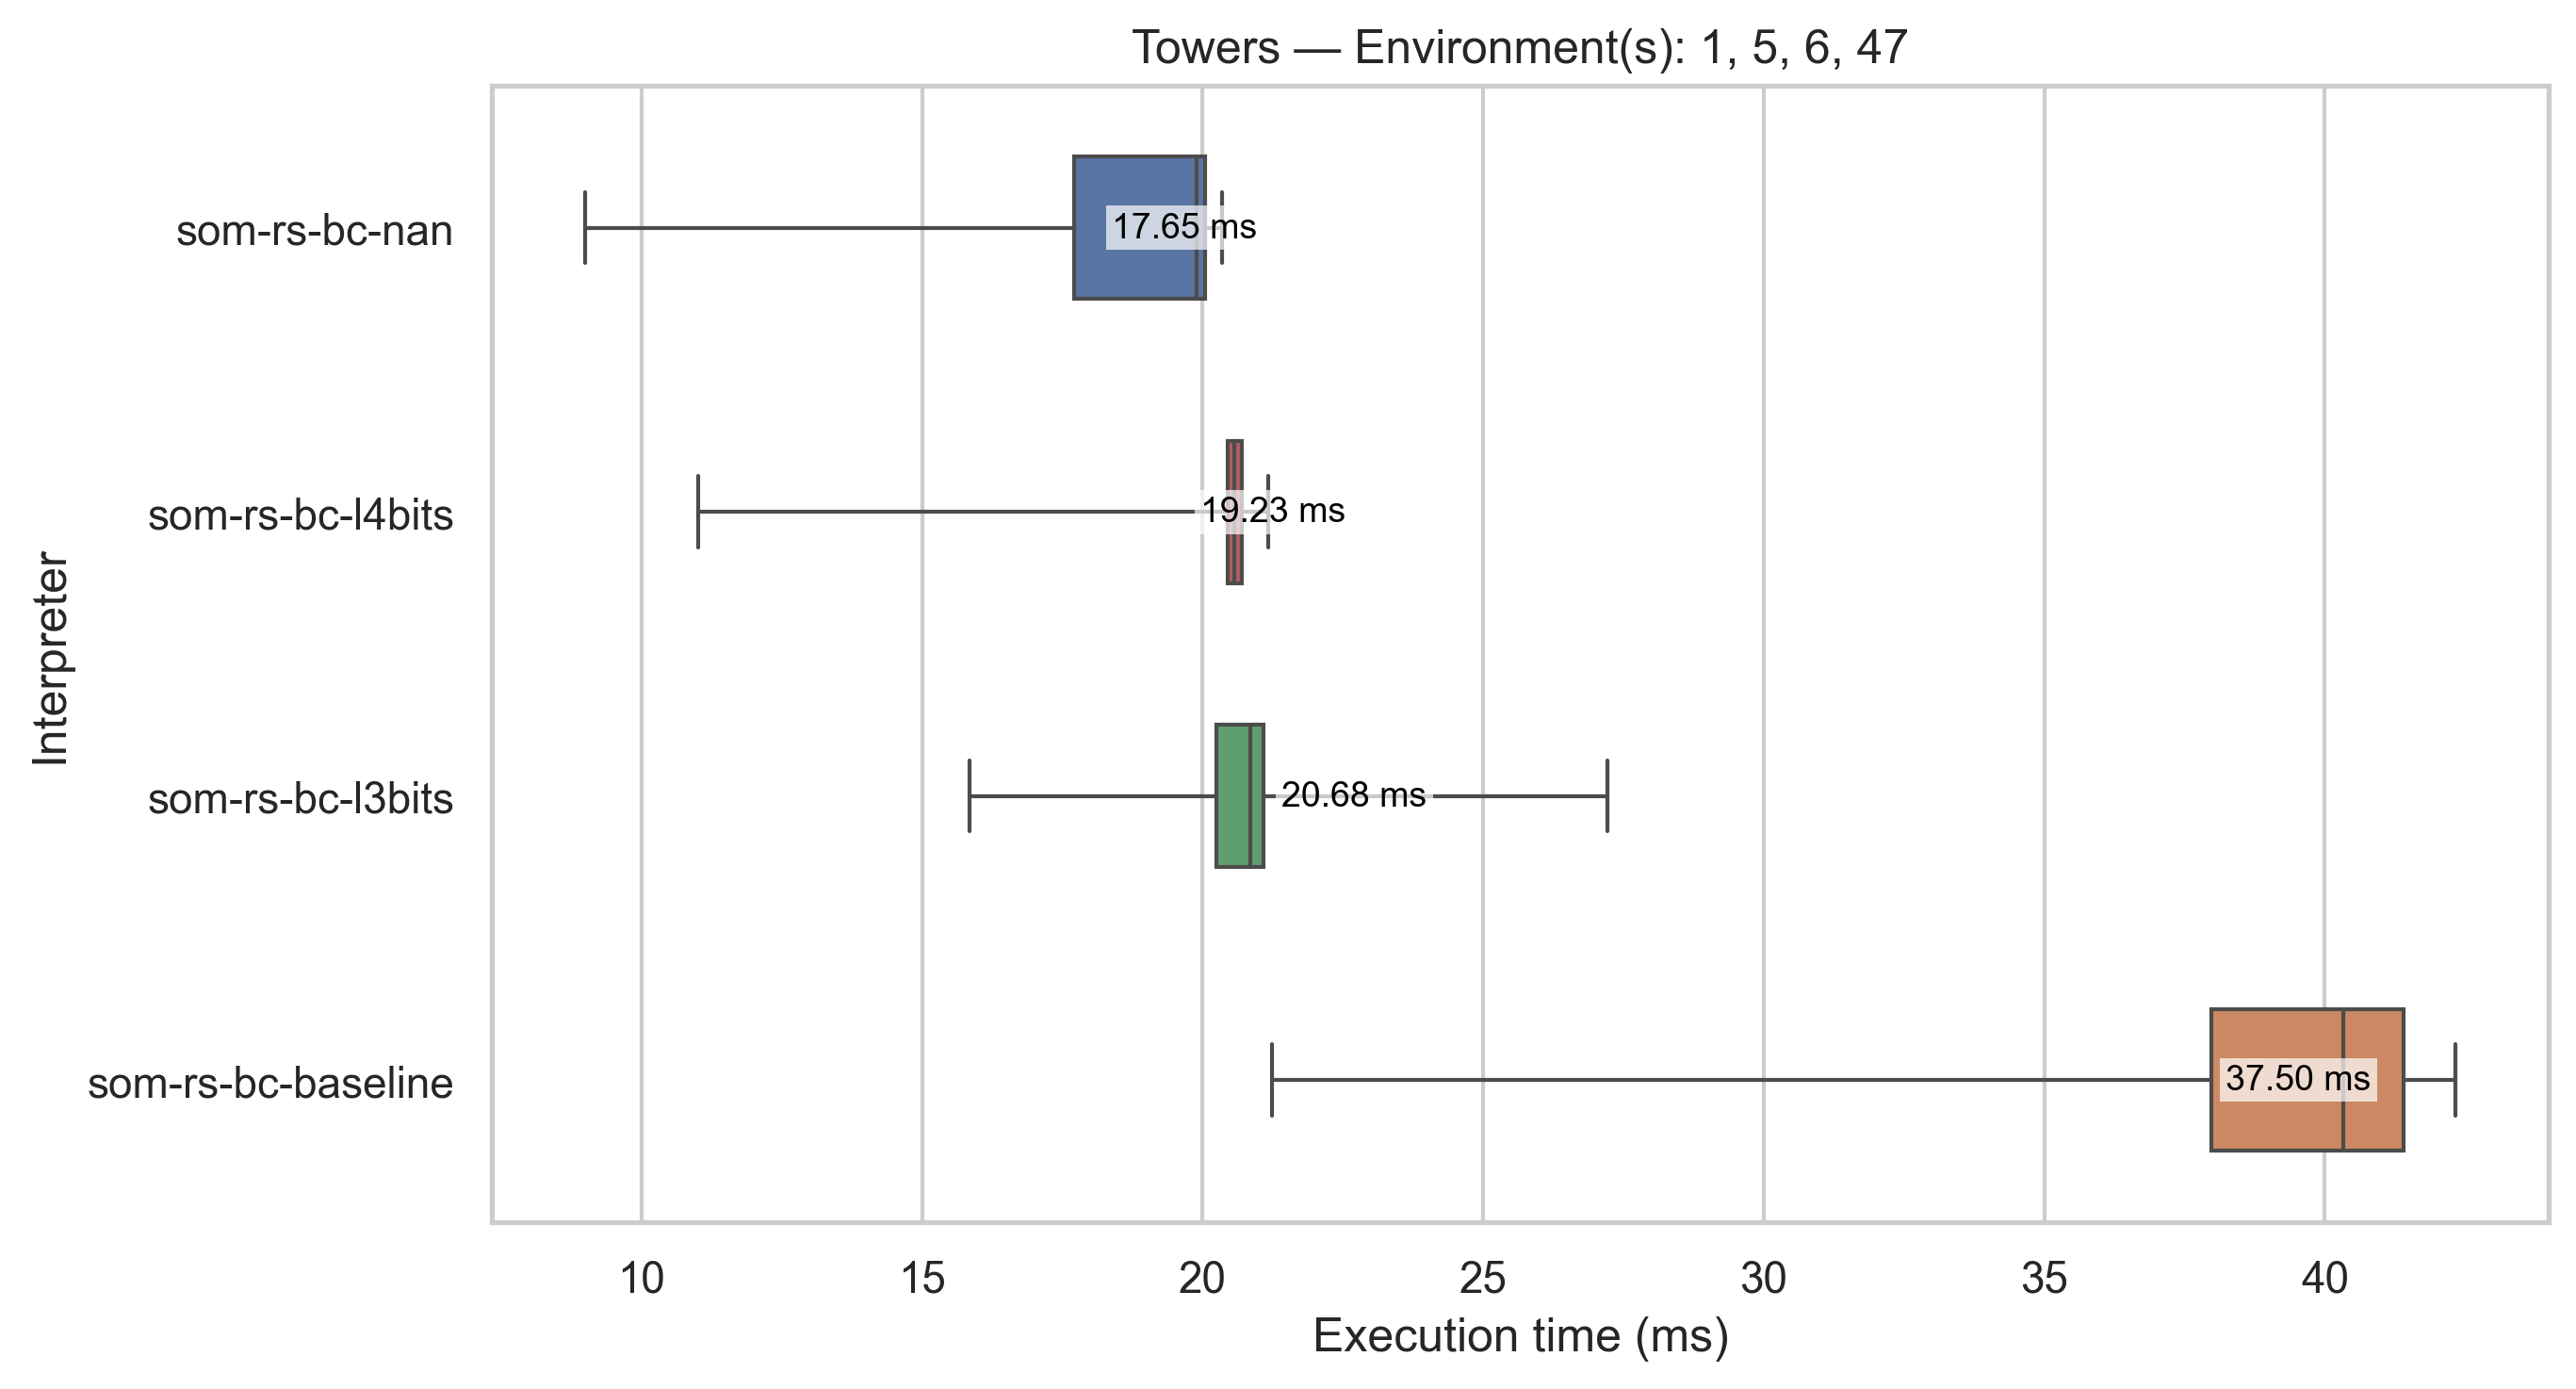 Towers — Environment(s): 1, 5, 6, 47
Interpreter
som-rs-bc-nan
17.65 ms
som-rs-bc-l4bits
19.23 ms
som-rs-bc-l3bits
20.68 ms
som-rs-bc-baseline
37.50 ms
10 15 20 25 30 35 40
Execution time (ms)